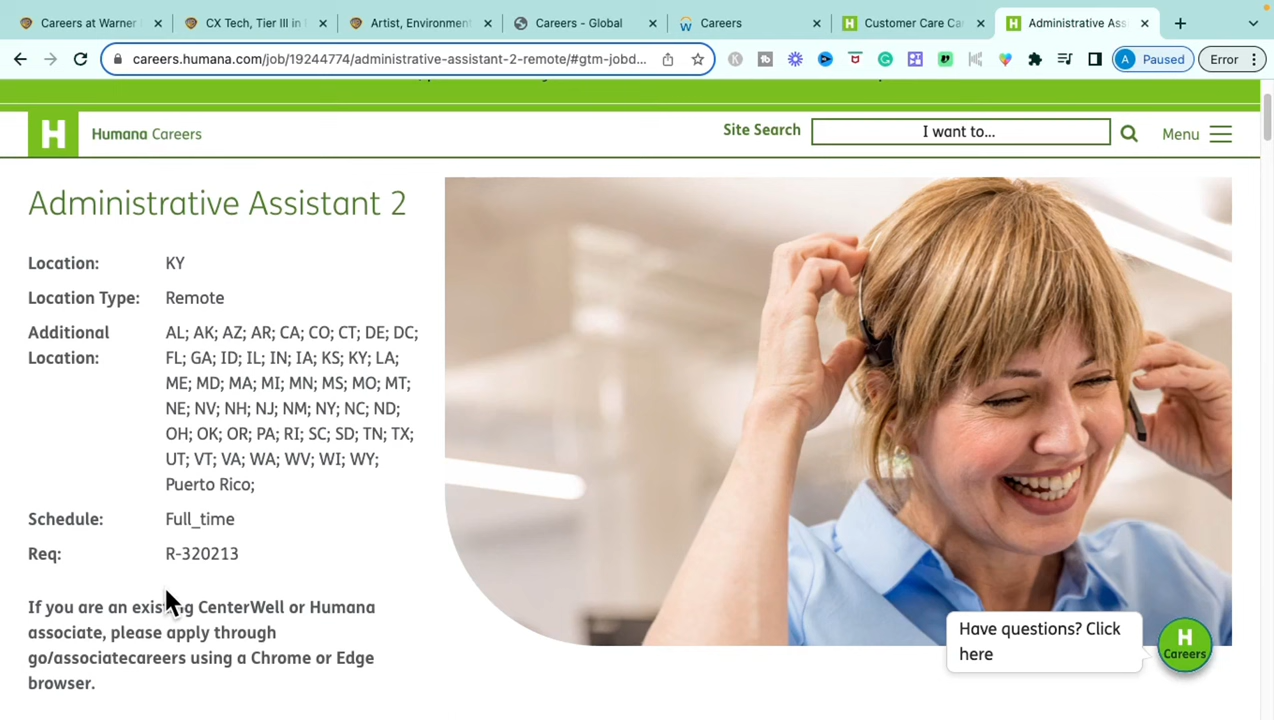 Careers at Warner
CX Tech, Tier III in
Artist, Environment
Careers - Global
Careers
Customer Care Ca
Administrative Ass
careers.humana.com/job/19244774/administrative-assistant-2-remote/#gtm-jobd...
Paused
Error
H
Humana Careers
Site Search
I want to...
Menu
Administrative Assistant 2
Location: KY
Location Type: Remote
Additional AL; AK; AZ; AR; CA; CO; CT; DE; DC;
Location: FL; GA; ID; IL; IN; IA; KS; KY; LA;
ME; MD; MA; MI; MN; MS; MO; MT;
NE; NV; NH; NJ; NM; NY; NC; ND;
OH; OK; OR; PA; RI; SC; SD; TN; TX;
UT; VT; VA; WA; WV; WI; WY;
Puerto Rico;
Schedule: Full_time
Req: R-320213
If you are an existing CenterWell or Humana
associate, please apply through
go/associatecareers using a Chrome or Edge
browser.
Have questions? Click
here
H
Careers